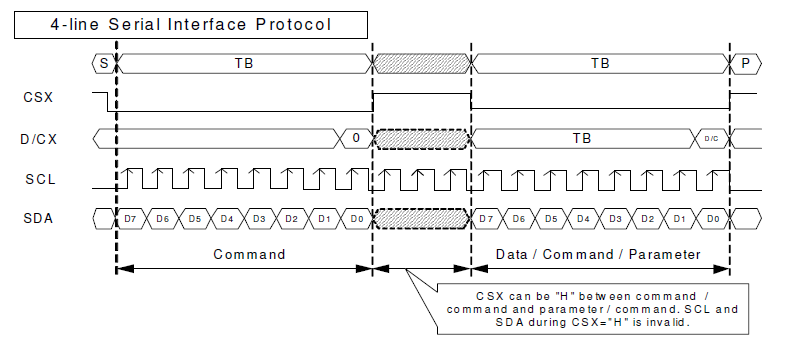 4-line Serial Interface Protocol
S TB TB P
CSX
D/CX 0 TB D/C
SCL
SDA D7 D6 D5 D4 D3 D2 D1 D0 D7 D6 D5 D4 D3 D2 D1 D0
Command Data / Command / Parameter
CSX can be "H" between command /
command and parameter / command. SCL and
SDA during CSX="H" is invalid.